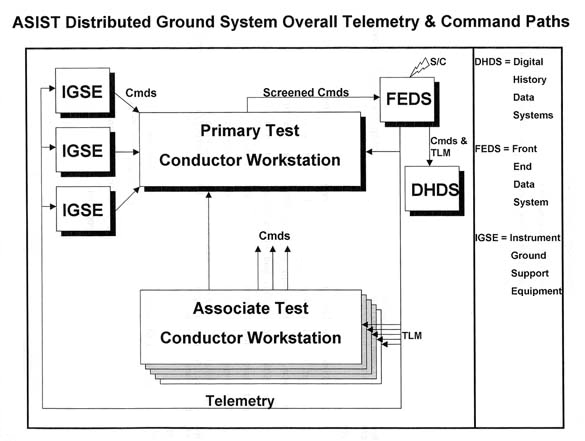 ASIST Distributed Ground System Overall Telemetry & Command Paths
IGSE
Cmds
IGSE
IGSE
Primary Test
Conductor Workstation
Screened Cmds
S/C
FEDS
Cmds &
TLM
DHDS
Cmds
Associate Test
Conductor Workstation
TLM
Telemetry
DHDS = Digital
History
Data
Systems
FEDS = Front
End
Data
System
IGSE = Instrument
Ground
Support
Equipment